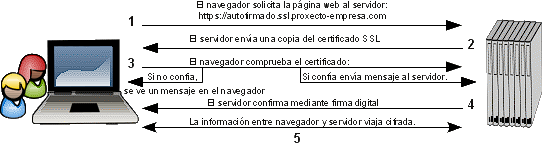 El navegador solicita la página web al servidor:
https://autofirmado.ssl.proxecto-empresa.com
1
El servidor envía una copia del certificado SSL
2
3
El navegador comprueba el certificado:
Si no confía,
Si confía envía mensaje al servidor.
se ve un mensaje en el navegador
El servidor confirma mediante firma digital
4
La información entre navegador y servidor viaja cifrada.
5